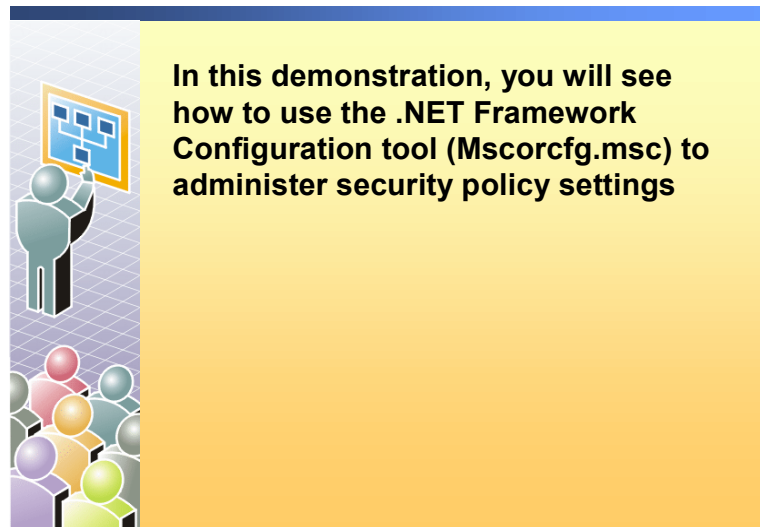 In this demonstration, you will see
how to use the .NET Framework
Configuration tool (Mscorcfg.msc) to
administer security policy settings